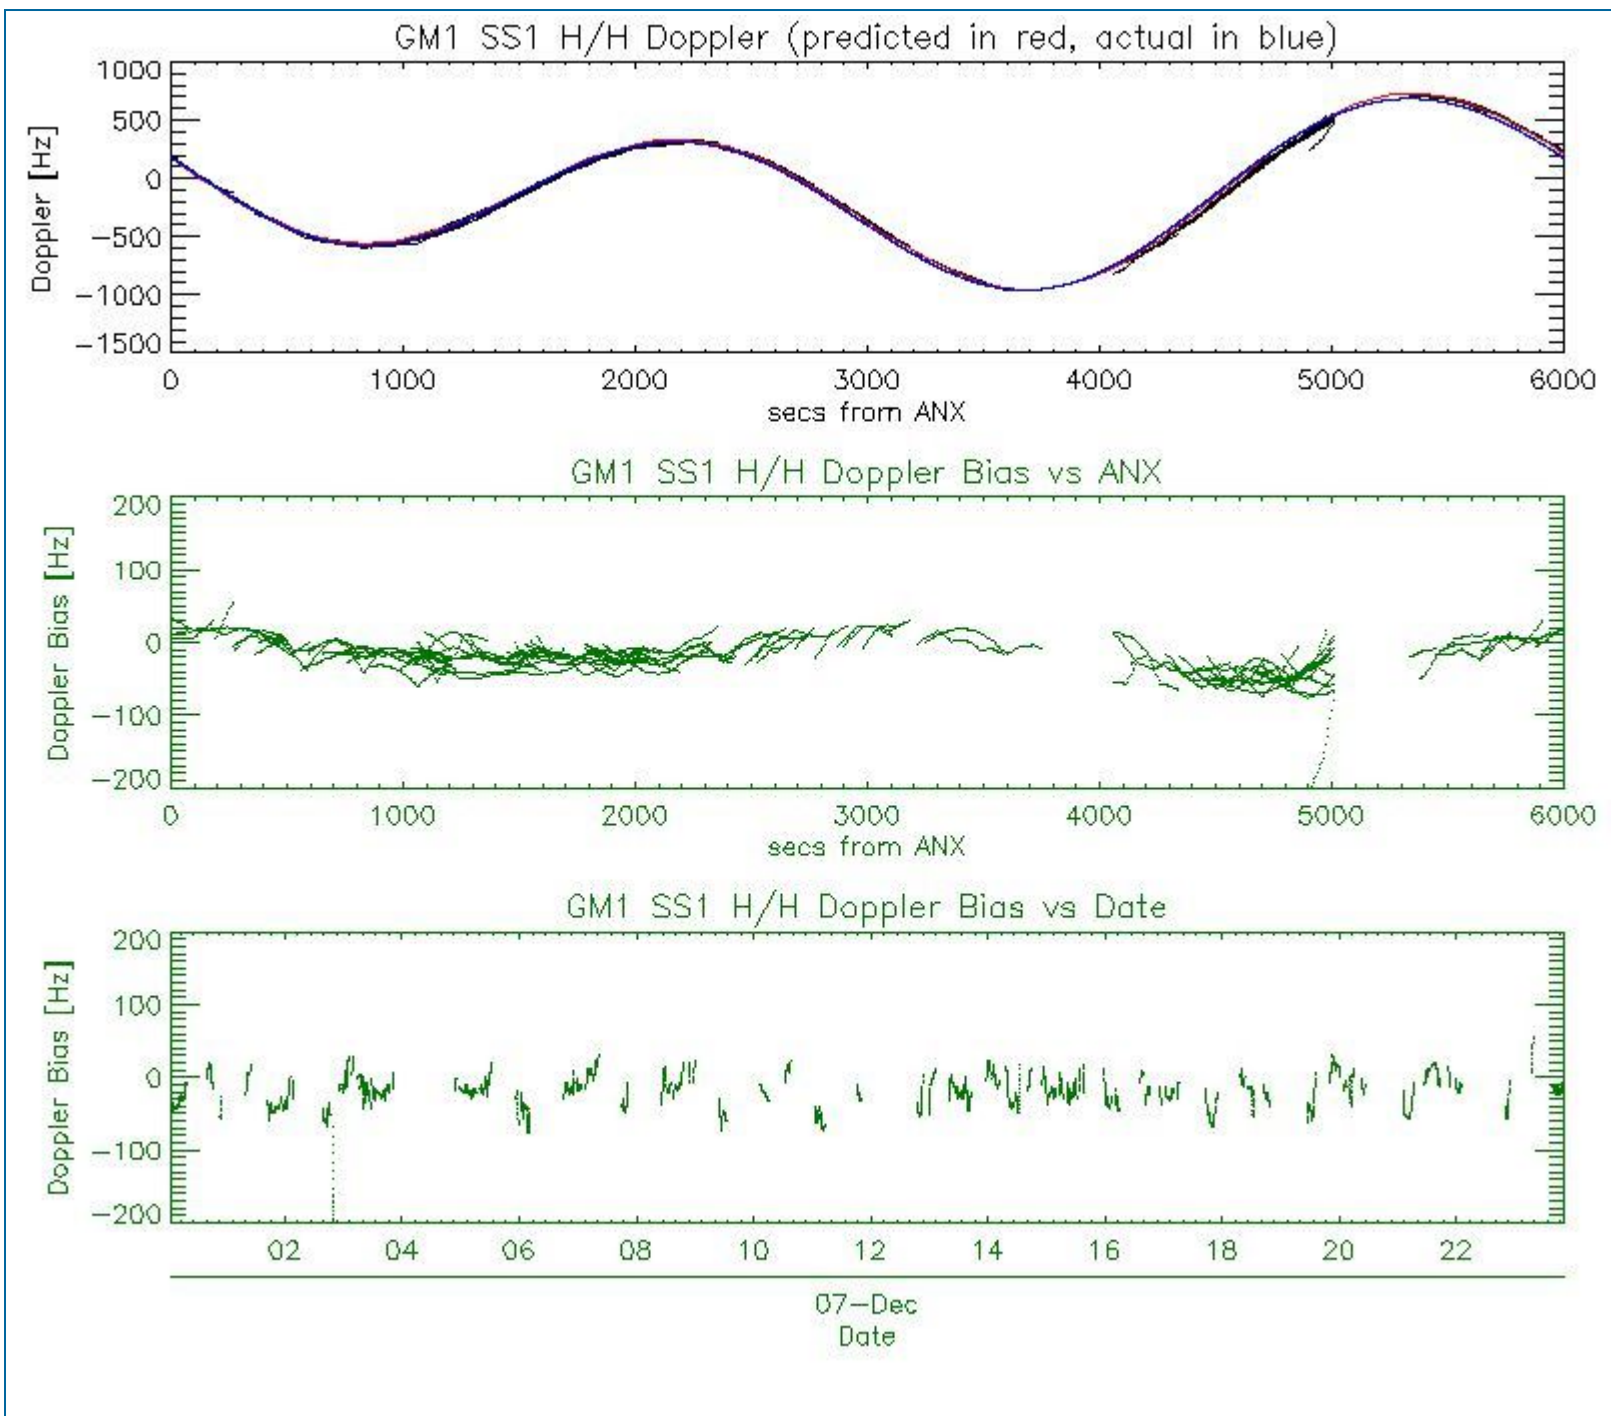 GM1 SS1 H/H Doppler (predicted in red, actual in blue)
1000
500
0
-500
-1000
-1500
Doppler [Hz]
0 1000 2000 3000 4000 5000 6000
secs from ANX
GM1 SS1 H/H Doppler Bias vs ANX
200
100
0
-100
-200
Doppler Bias [Hz]
0 1000 2000 3000 4000 5000 6000
secs from ANX
GM1 SS1 H/H Doppler Bias vs Date
200
100
0
-100
-200
Doppler Bias [Hz]
02 04 06 08 10 12 14 16 18 20 22
07-Dec
Date